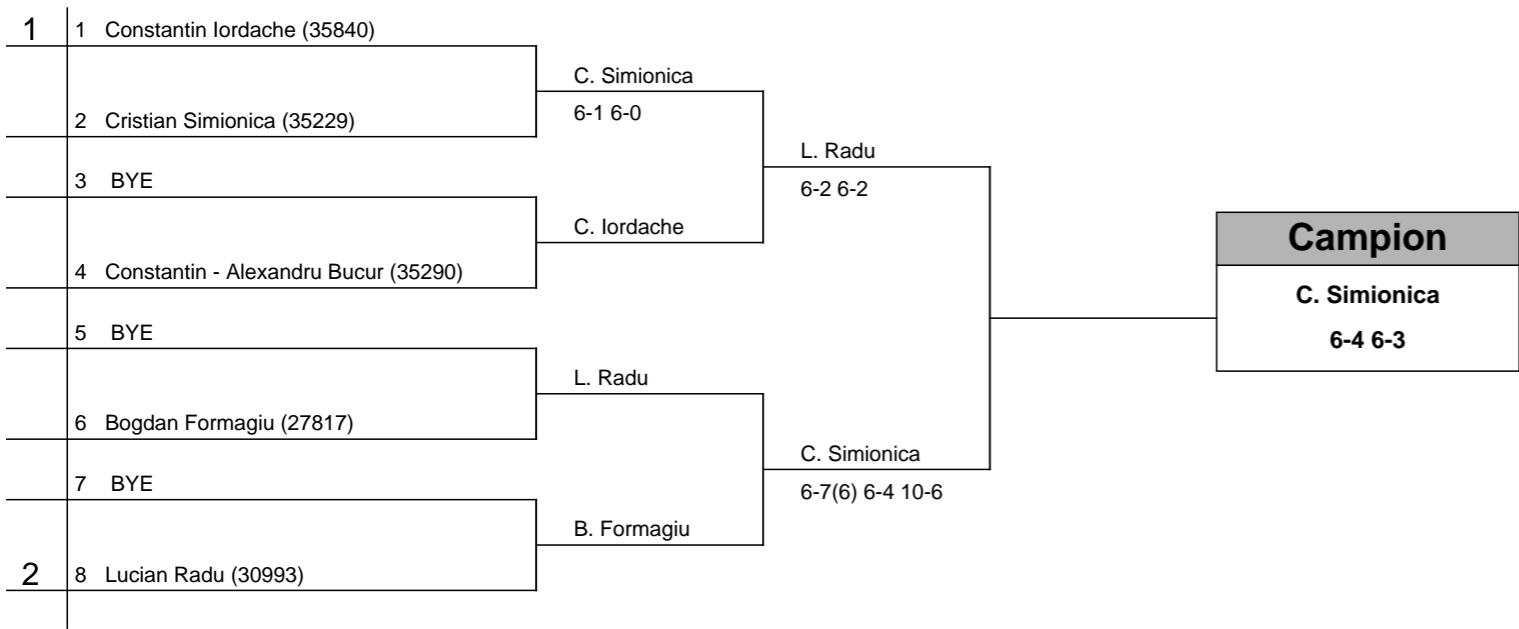 1 1 Constantin Iordache (35840)
C. Simionica
6-1 6-0
2 Cristian Simionica (35229)
L. Radu
6-2 6-2
3 BYE
C. Iordache
4 Constantin - Alexandru Bucur (35290)
Campion
C. Simionica
6-4 6-3
5 BYE
L. Radu
6 Bogdan Formagiu (27817)
C. Simionica
6-7(6) 6-4 10-6
7 BYE
B. Formagiu
2 8 Lucian Radu (30993)